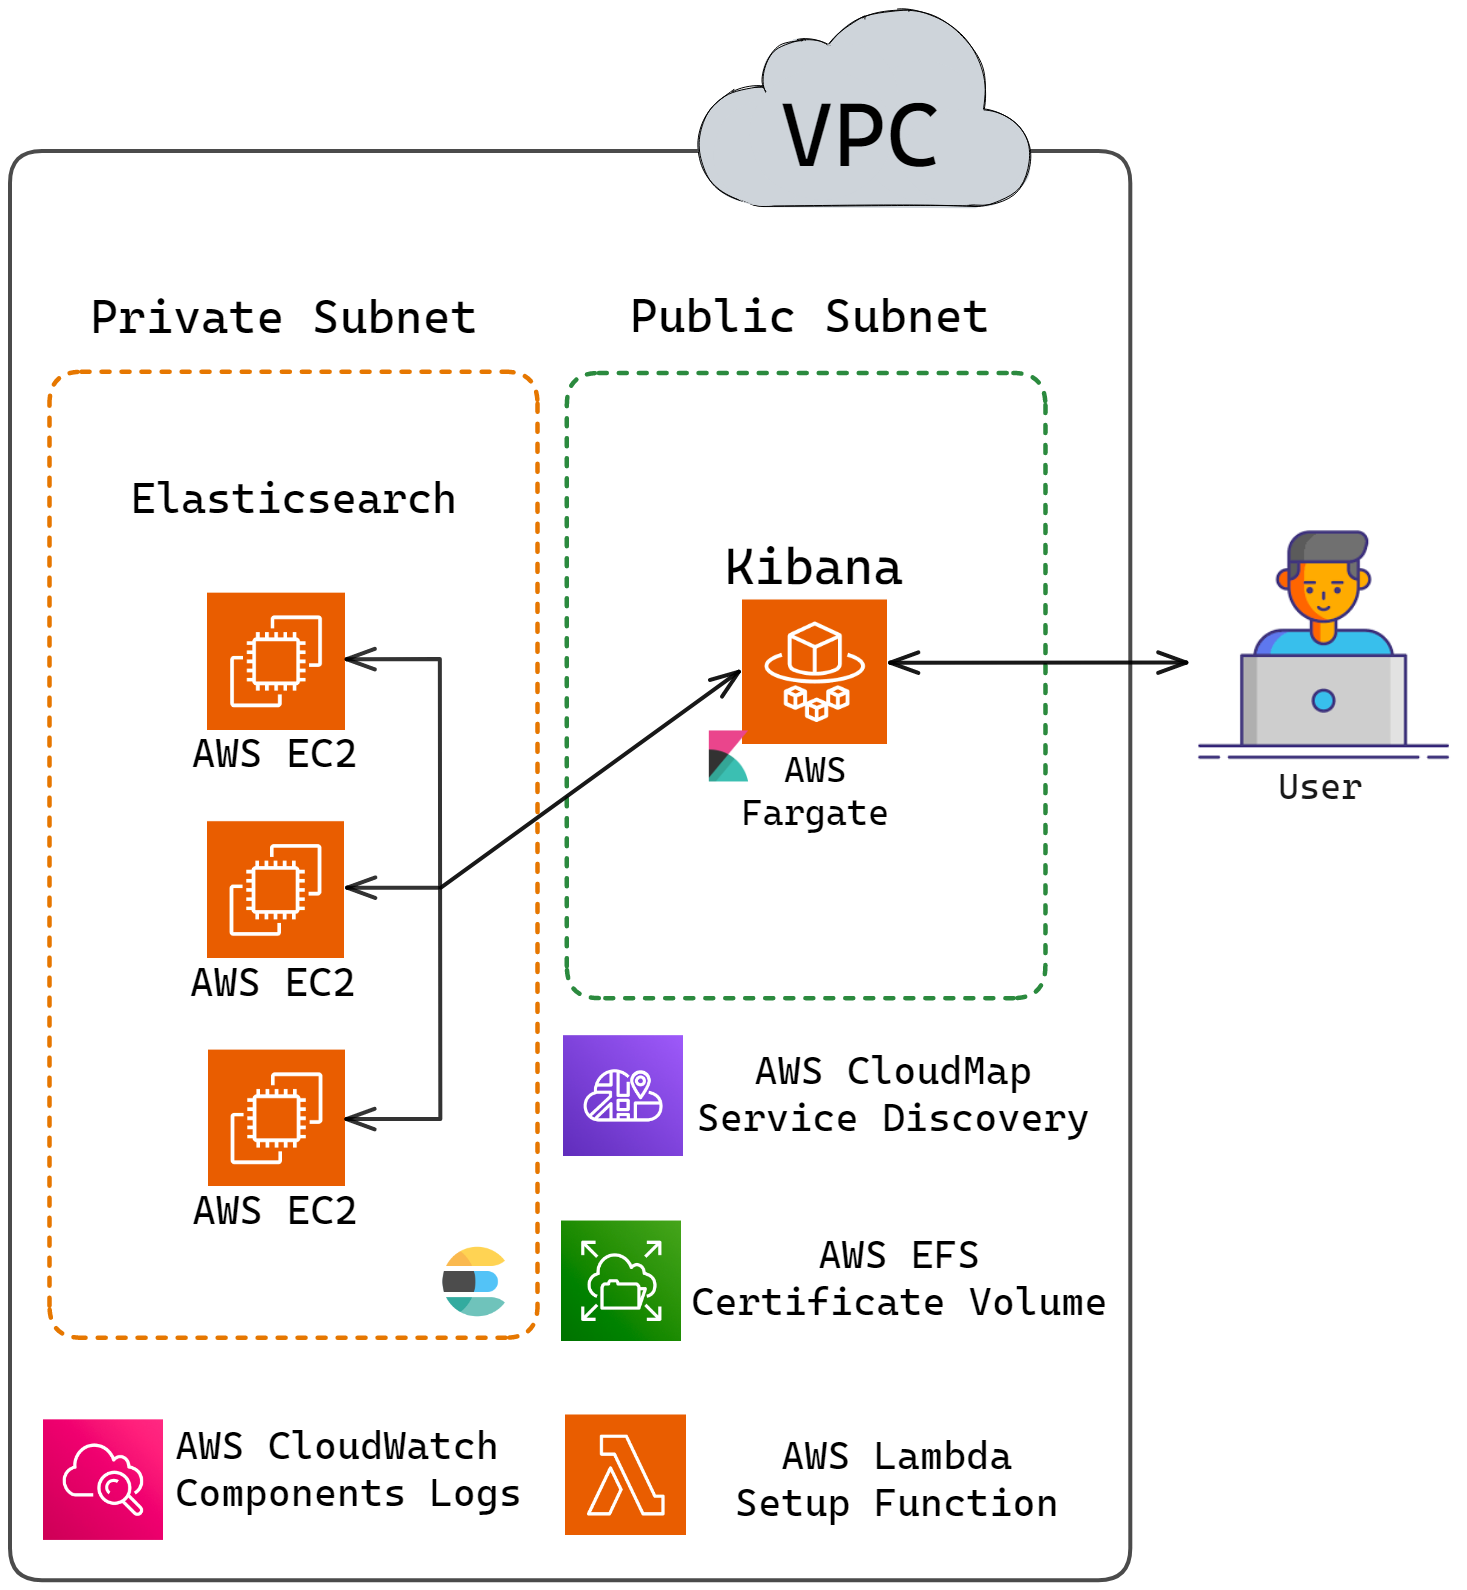 VPC
Private Subnet
Public Subnet
Elasticsearch
AWS EC2
AWS EC2
AWS EC2
Kibana
AWS
Fargate
User
AWS CloudMap
Service Discovery
AWS EFS
Certificate Volume
AWS CloudWatch
Components Logs
AWS Lambda
Setup Function